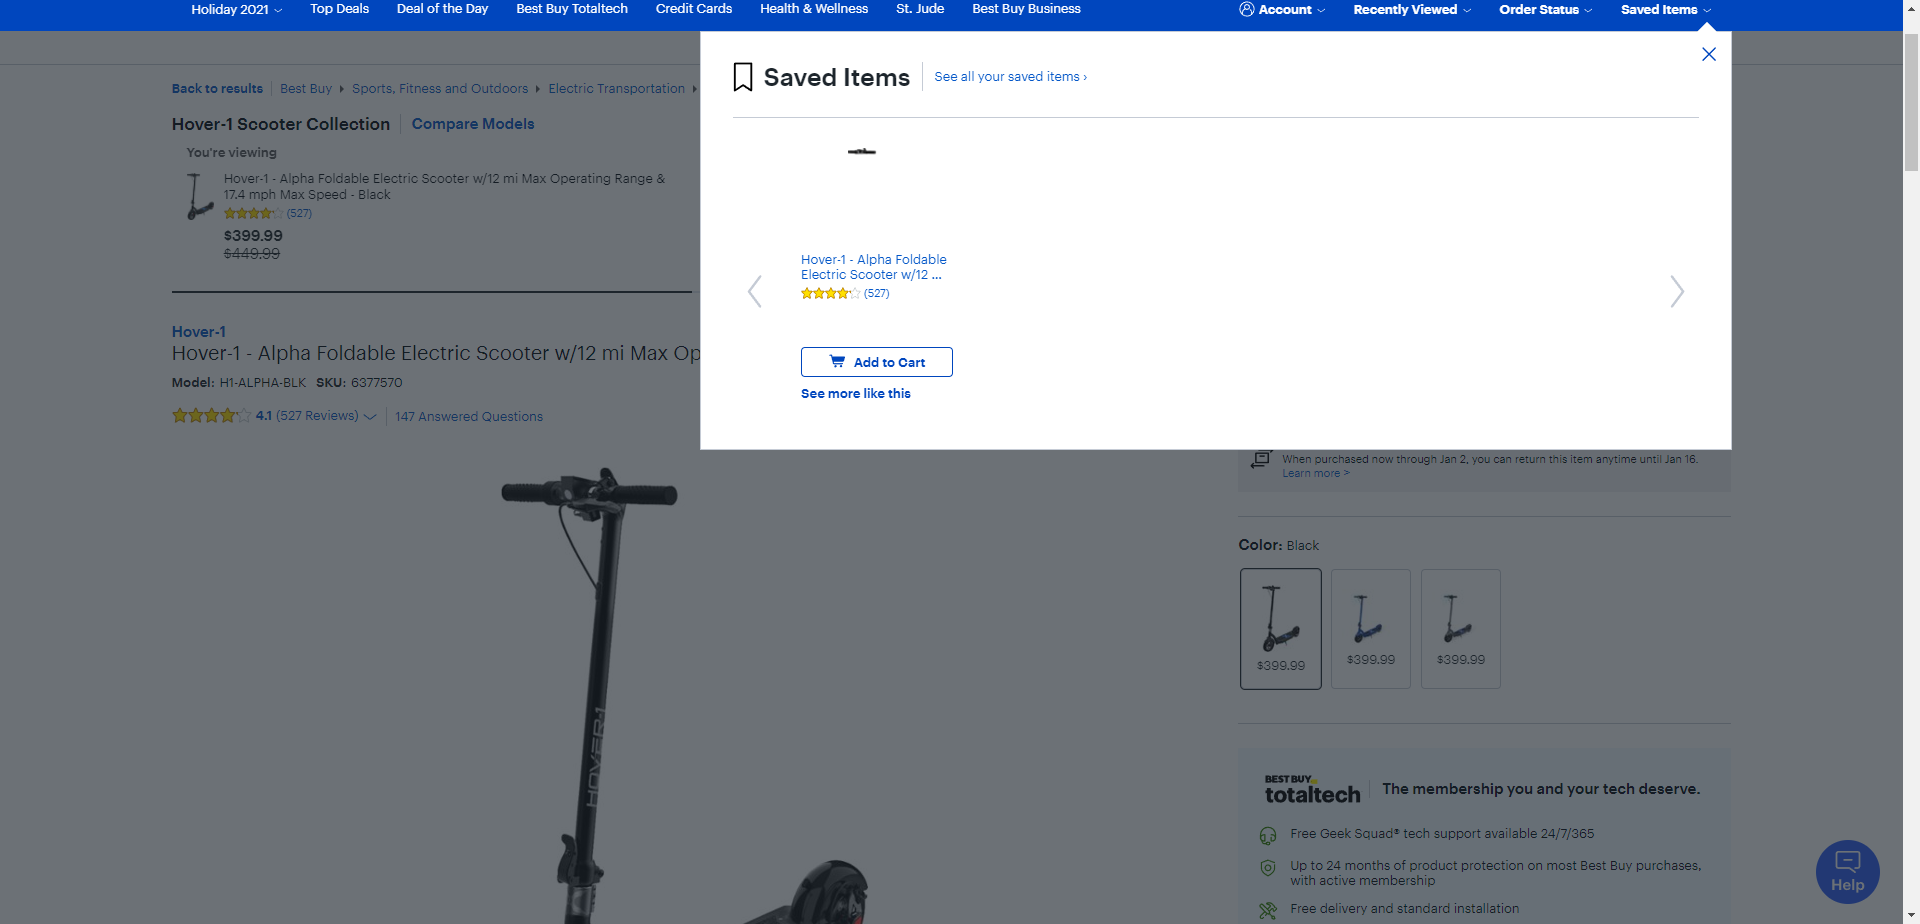 Holiday 2021
Top Deals
Deal of the Day
Best Buy Totaltech
Credit Cards
Health & Wellness
St. Jude
Best Buy Business
Account
Recently Viewed
Order Status
Saved Items
Saved Items
See all your saved items ›
Back to results
Best Buy
Sports, Fitness and Outdoors
Electric Transportation
Hover-1 Scooter Collection
Compare Models
You're viewing
Hover-1 - Alpha Foldable Electric Scooter w/12 mi Max Operating Range &
17.4 mph Max Speed - Black
(527)
$399.99
$449.99
Hover-1 - Alpha Foldable
Electric Scooter w/12 ...
(527)
Add to Cart
See more like this
Hover-1
Hover-1 - Alpha Foldable Electric Scooter w/12 mi Max Op
Model: H1-ALPHA-BLK SKU: 6377570
4.1 (527 Reviews)
147 Answered Questions
HOVER-1
When purchased now through Jan 2, you can return this item anytime until Jan 16.
Learn more >
Color: Black
$399.99
$399.99
$399.99
BEST BUY
totaltech
The membership you and your tech deserve.
Free Geek Squad® tech support available 24/7/365
Up to 24 months of product protection on most Best Buy purchases,
with active membership
Free delivery and standard installation
Help